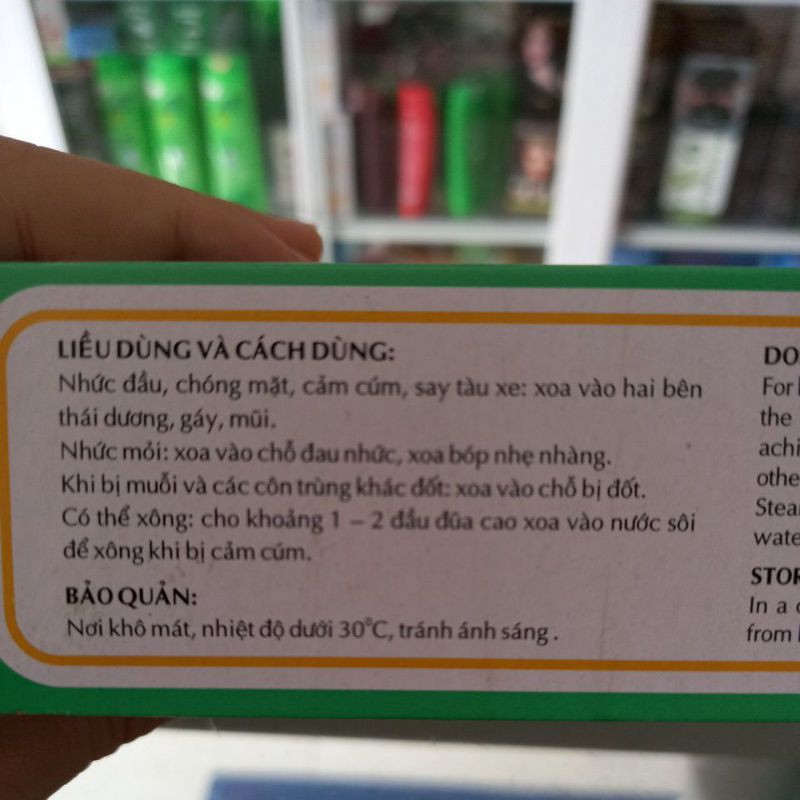 LIỀU DÙNG VÀ CÁCH DÙNG:
Nhức đầu, chóng mặt, cảm cúm, say tàu xe: xoa vào hai bên
thái dương, gáy, mũi.
Nhức mỏi: xoa vào chỗ đau nhức, xoa bóp nhẹ nhàng.
Khi bị muỗi và các côn trùng khác đốt: xoa vào chỗ bị đốt.
Có thể xông: cho khoảng 1 – 2 đầu đũa cao xoa vào nước sôi
để xông khi bị cảm cúm.
BẢO QUẢN:
Nơi khô mát, nhiệt độ dưới 30⁰C, tránh ánh sáng.
DO
For
the
achi
othe
Stea
wate
STOR
In a
from